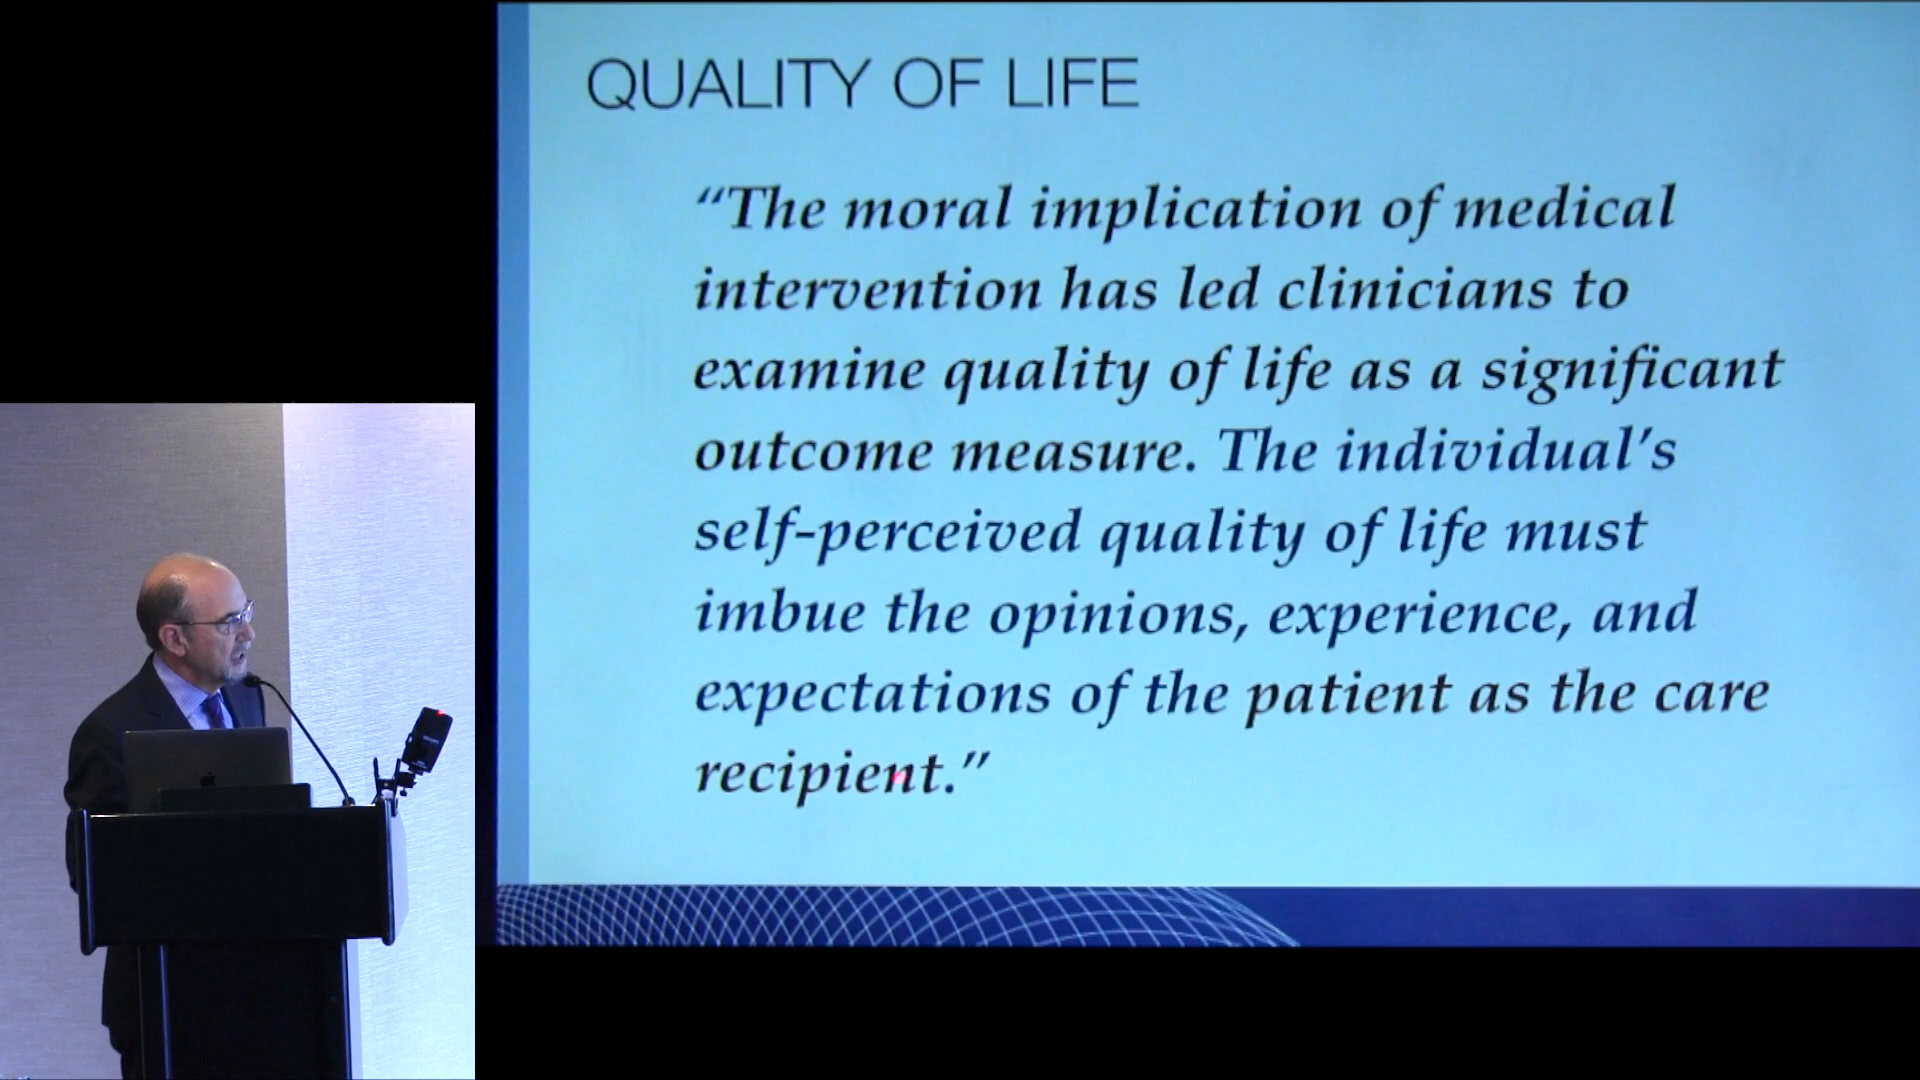 QUALITY OF LIFE
“The moral implication of medical
intervention has led clinicians to
examine quality of life as a significant
outcome measure. The individual’s
self-perceived quality of life must
imbue the opinions, experience, and
expectations of the patient as the care
recipient.”